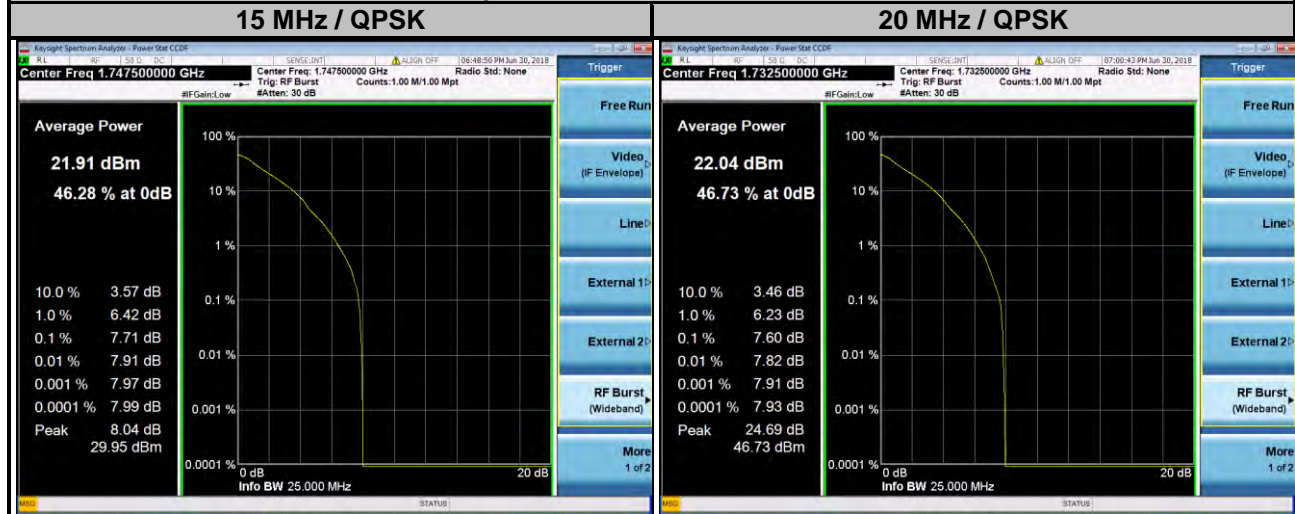 15 MHz / QPSK
Keysight Spectrum Analyzer - Power Stat CCDF
RL RF 50 Ω DC SENSE:INT ALIGN OFF 06:48:50 PM Jun 30, 2018
Center Freq 1.747500000 GHz
Center Freq: 1.747500000 GHz Radio Std: None
Trig: RF Burst Counts:1.00 M/1.00 Mpt
#IFGain:Low #Atten: 30 dB
Trigger
Free Run
Video
(IF Envelope)
Line
External 1
External 2
RF Burst
(Wideband)
More
1 of 2
Average Power
21.91 dBm
46.28 % at 0dB
10.0 % 3.57 dB
1.0 % 6.42 dB
0.1 % 7.71 dB
0.01 % 7.91 dB
0.001 % 7.97 dB
0.0001 % 7.99 dB
Peak 8.04 dB
29.95 dBm
100 %
10 %
1 %
0.1 %
0.01 %
0.001 %
0.0001 %
0 dB 20 dB
Info BW 25.000 MHz
MSG STATUS
20 MHz / QPSK
Keysight Spectrum Analyzer - Power Stat CCDF
RL RF 50 Ω DC SENSE:INT ALIGN OFF 07:00:43 PM Jun 30, 2018
Center Freq 1.732500000 GHz
Center Freq: 1.732500000 GHz Radio Std: None
Trig: RF Burst Counts:1.00 M/1.00 Mpt
#IFGain:Low #Atten: 30 dB
Trigger
Free Run
Video
(IF Envelope)
Line
External 1
External 2
RF Burst
(Wideband)
More
1 of 2
Average Power
22.04 dBm
46.73 % at 0dB
10.0 % 3.46 dB
1.0 % 6.23 dB
0.1 % 7.60 dB
0.01 % 7.82 dB
0.001 % 7.91 dB
0.0001 % 7.93 dB
Peak 24.69 dB
46.73 dBm
100 %
10 %
1 %
0.1 %
0.01 %
0.001 %
0.0001 %
0 dB 20 dB
Info BW 25.000 MHz
MSG STATUS